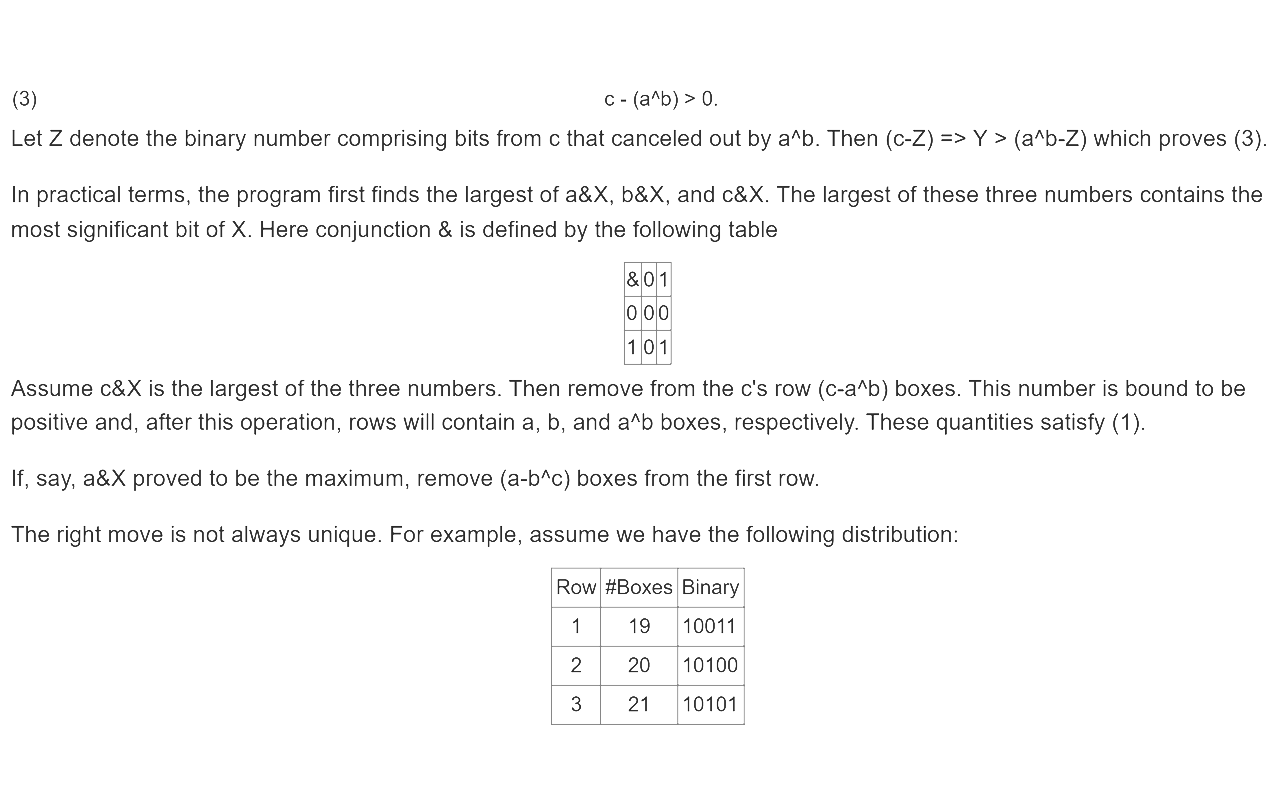 (3) c - (a^b) > 0.
Let Z denote the binary number comprising bits from c that canceled out by a^b. Then (c-Z) => Y > (a^b-Z) which proves (3).
In practical terms, the program first finds the largest of a&X, b&X, and c&X. The largest of these three numbers contains the
most significant bit of X. Here conjunction & is defined by the following table
& 0 1
0 0 0
1 0 1
Assume c&X is the largest of the three numbers. Then remove from the c's row (c-a^b) boxes. This number is bound to be
positive and, after this operation, rows will contain a, b, and a^b boxes, respectively. These quantities satisfy (1).
If, say, a&X proved to be the maximum, remove (a-b^c) boxes from the first row.
The right move is not always unique. For example, assume we have the following distribution:
Row #Boxes Binary
1 19 10011
2 20 10100
3 21 10101